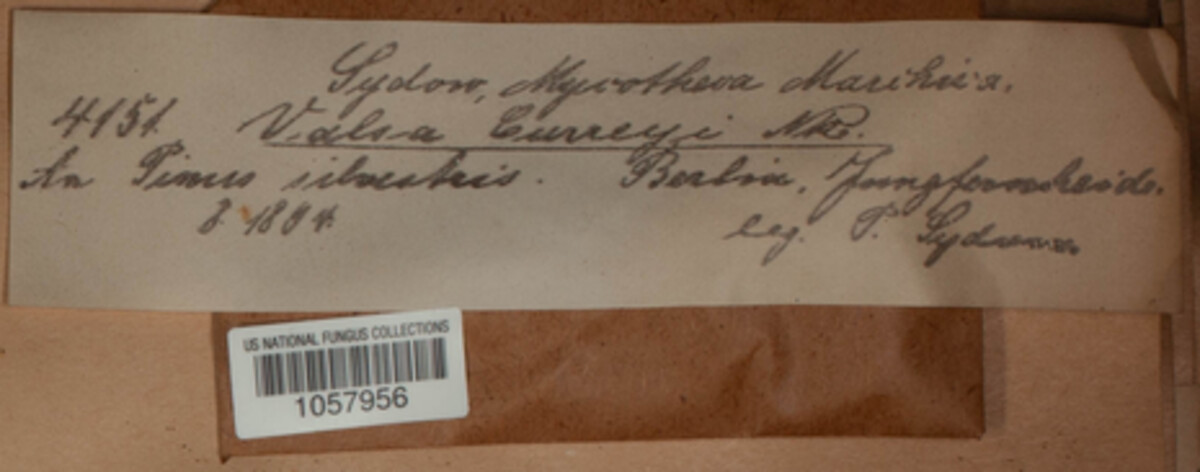 Sydow, Mycotheca Marchica.
4151. Valsa Curreyi Nke.
An Pinus silvestris. Berlin, Jungfernheide.
8. 1894. leg. P. Sydow
US NATIONAL FUNGUS COLLECTIONS
1057956